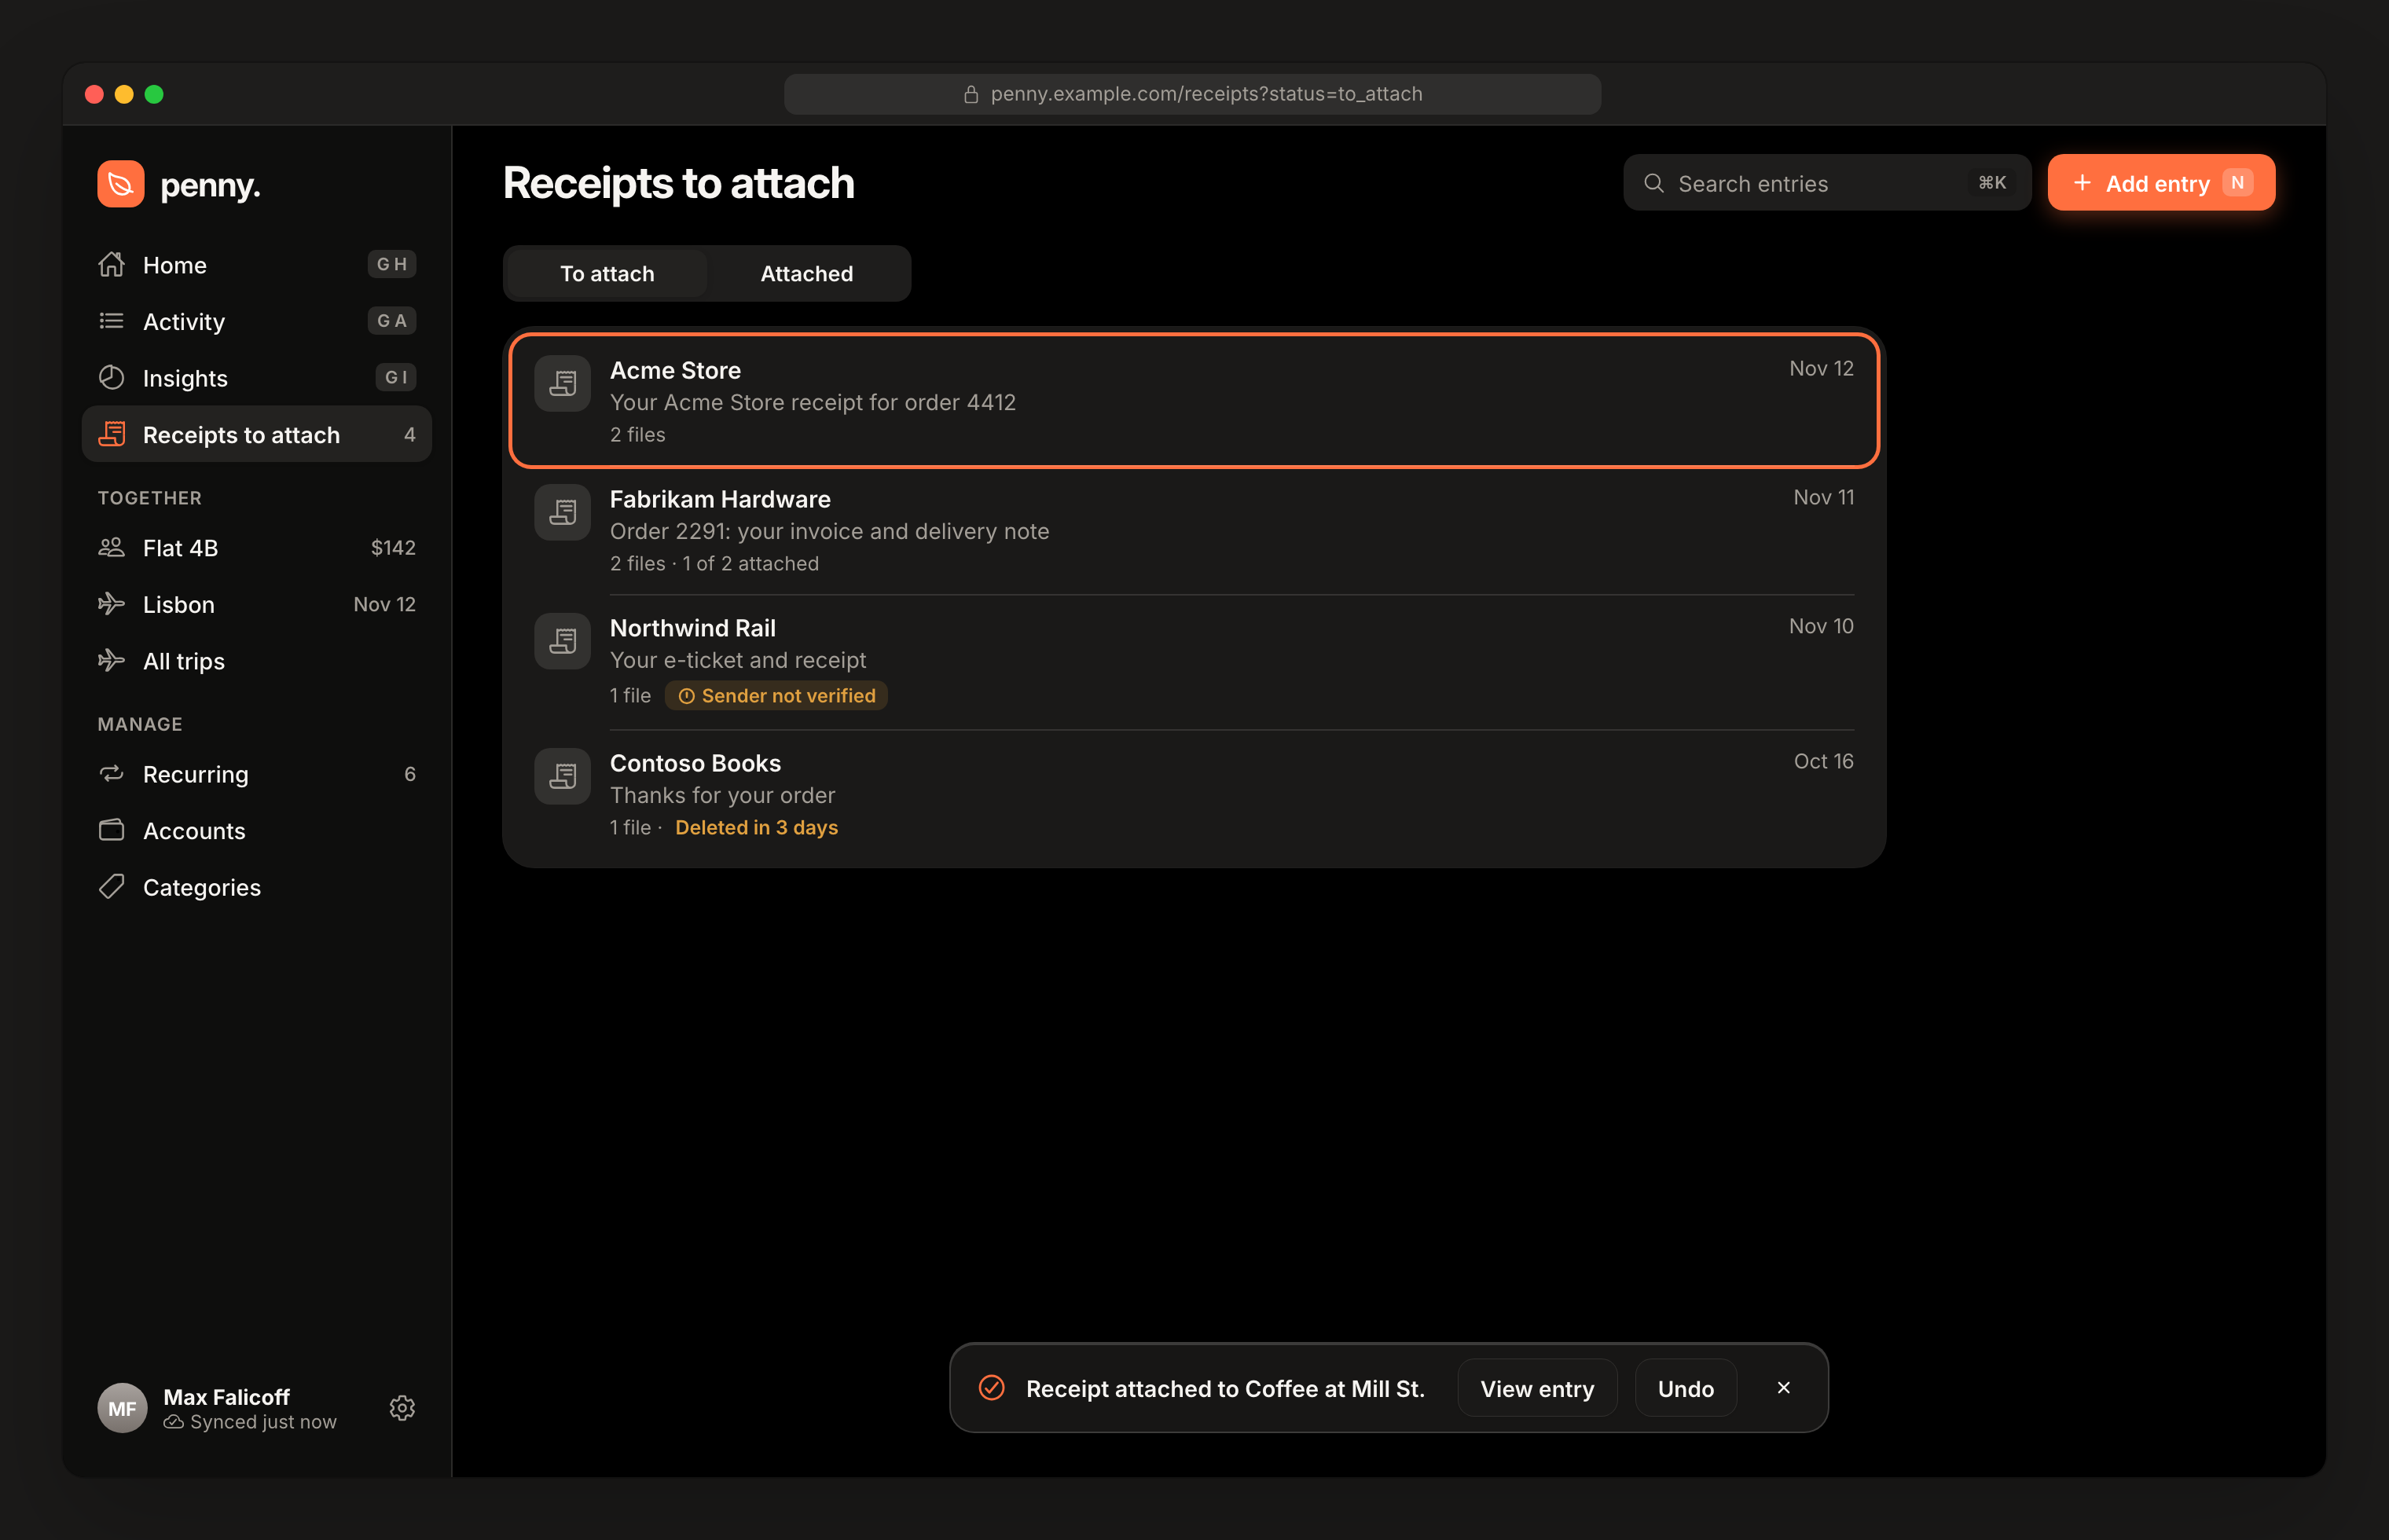 penny.example.com/receipts?status=to_attach
penny.
Home G H
Activity G A
Insights G I
Receipts to attach 4
TOGETHER
Flat 4B $142
Lisbon Nov 12
All trips
MANAGE
Recurring 6
Accounts
Categories
MF
Max Falicoff
Synced just now
Receipts to attach
Search entries ⌘K
Add entry N
To attach Attached
Acme Store Nov 12
Your Acme Store receipt for order 4412
2 files
Fabrikam Hardware Nov 11
Order 2291: your invoice and delivery note
2 files · 1 of 2 attached
Northwind Rail Nov 10
Your e-ticket and receipt
1 file Sender not verified
Contoso Books Oct 16
Thanks for your order
1 file · Deleted in 3 days
Receipt attached to Coffee at Mill St. View entry Undo